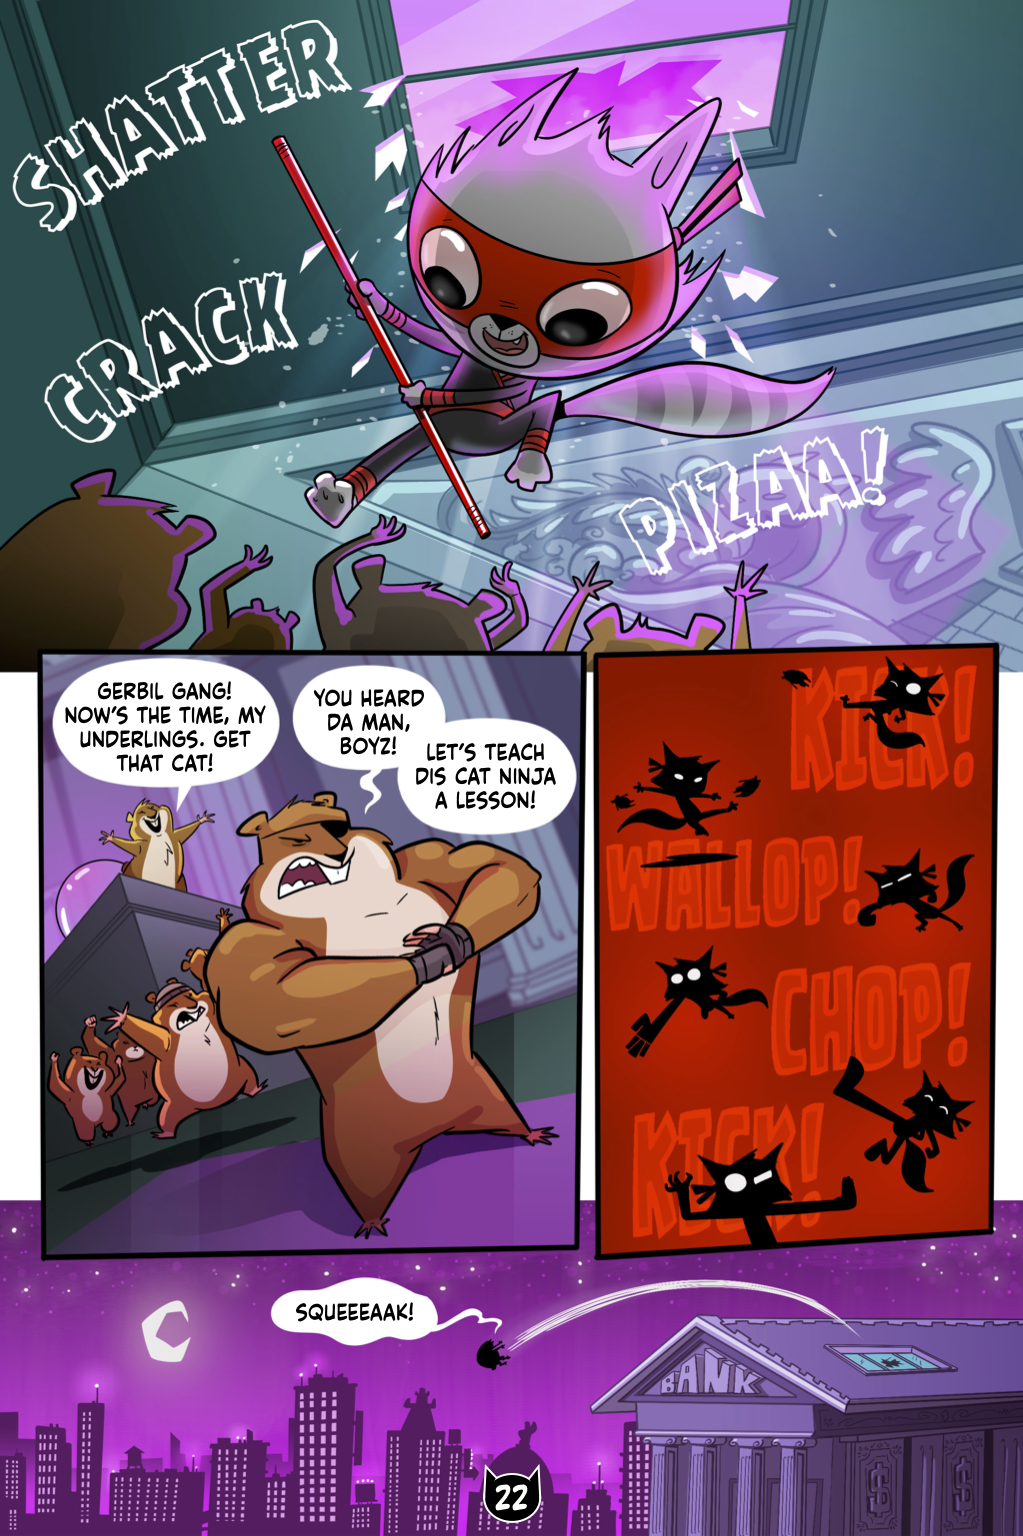 SHATTER
CRACK
PIZAA!
GERBIL GANG!
NOW'S THE TIME, MY
UNDERLINGS. GET
THAT CAT!
YOU HEARD
DA MAN,
BOYZ!
LET'S TEACH
DIS CAT NINJA
A LESSON!
KICK!
WALLOP!
CHOP!
KICK!
SQUEEEAAK!
BANK
$ $
22